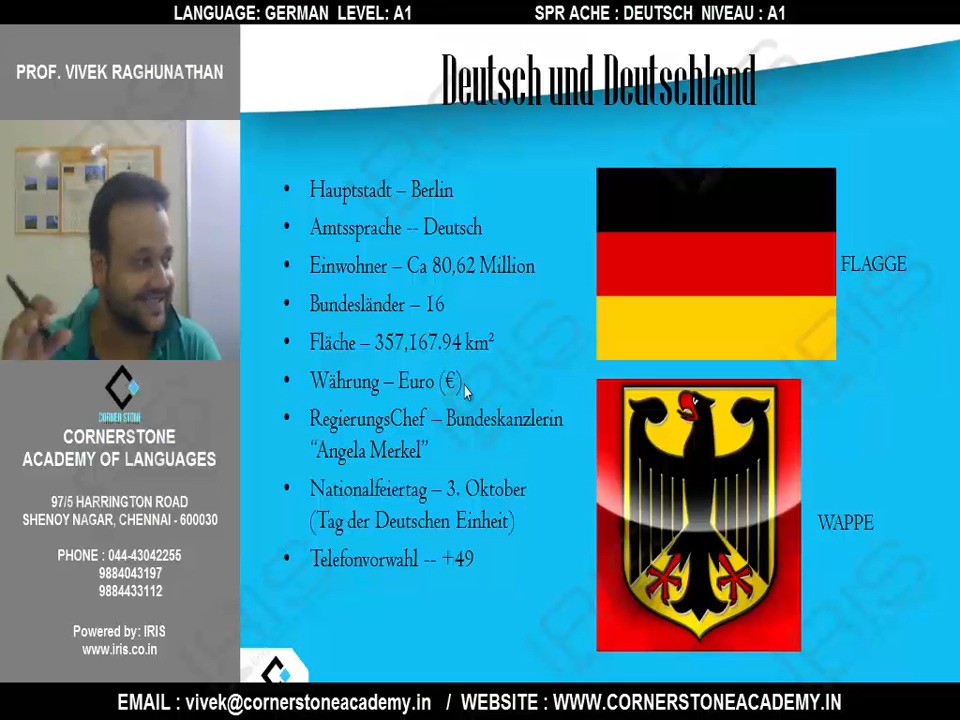 LANGUAGE: GERMAN LEVEL: A1
SPR ACHE : DEUTSCH NIVEAU : A1
PROF. VIVEK RAGHUNATHAN
Deutsch und Deutschland
• Hauptstadt – Berlin
• Amtssprache -- Deutsch
• Einwohner – Ca 80,62 Million
• Bundesländer – 16
• Fläche – 357,167.94 km²
• Währung – Euro (€)
• RegierungsChef – Bundeskanzlerin
“Angela Merkel”
• Nationalfeiertag – 3. Oktober
(Tag der Deutschen Einheit)
• Telefonvorwahl -- +49
FLAGGE
WAPPE
CORNER STONE
CORNERSTONE
ACADEMY OF LANGUAGES
97/5 HARRINGTON ROAD
SHENOY NAGAR, CHENNAI - 600030
PHONE : 044-43042255
9884043197
9884433112
Powered by: IRIS
www.iris.co.in
EMAIL : vivek@cornerstoneacademy.in / WEBSITE : WWW.CORNERSTONEACADEMY.IN
IRIS